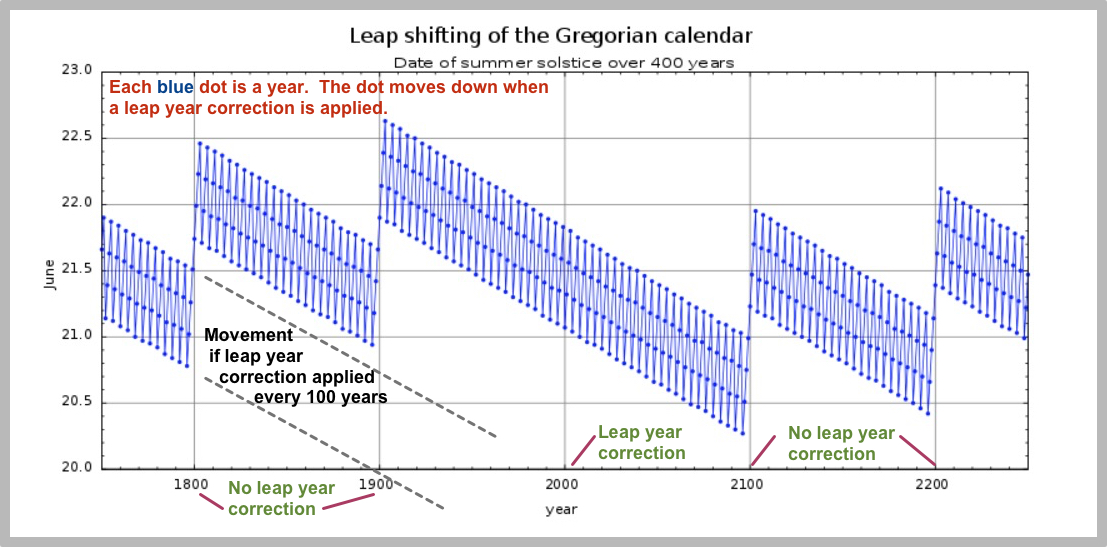 Leap shifting of the Gregorian calendar
Date of summer solstice over 400 years
Each blue dot is a year.  The dot moves down when
a leap year correction is applied.
23.0
22.5
22.0
21.5
21.0
20.5
20.0
June
Movement
if leap year
correction applied
every 100 years
Leap year
correction
No leap year
correction
1800
1900
2000
2100
2200
No leap year
correction
year